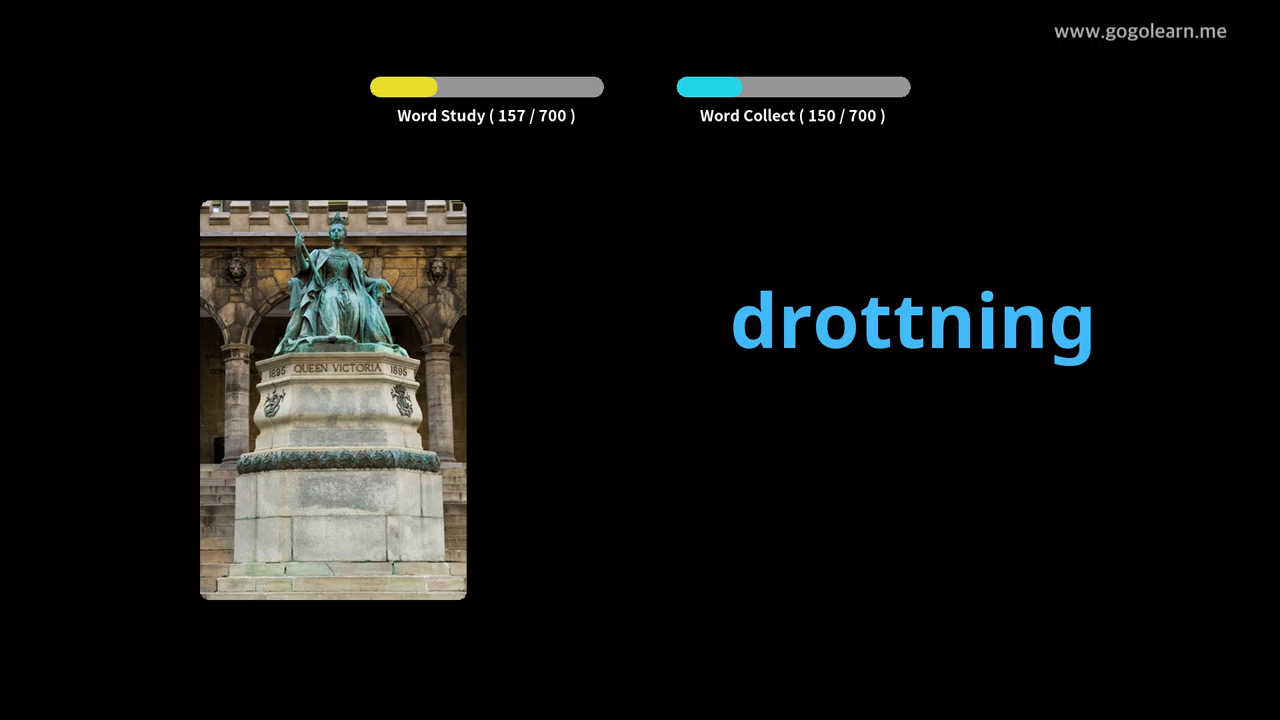 www.gogolearn.me
Word Study ( 157 / 700 )
Word Collect ( 150 / 700 )
drottning
1895 QUEEN VICTORIA 1895